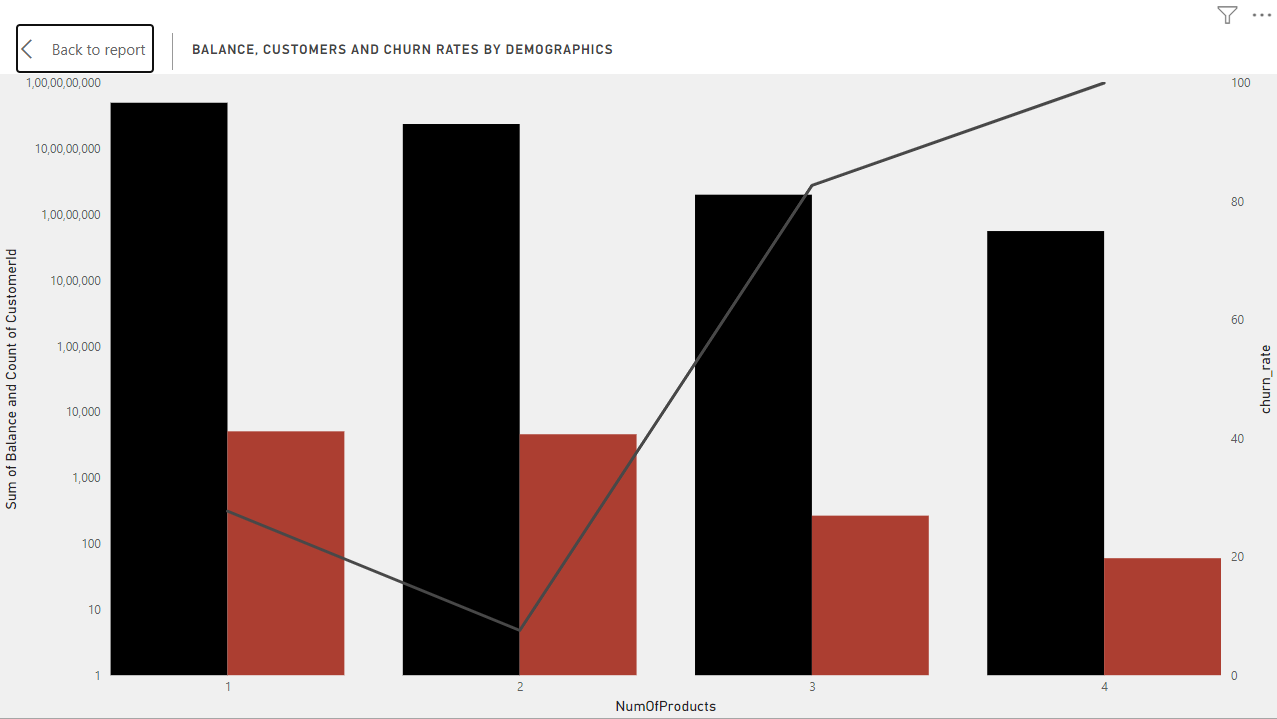 Back to report
BALANCE, CUSTOMERS AND CHURN RATES BY DEMOGRAPHICS
Sum of Balance and Count of CustomerId
1,00,00,00,000
10,00,00,000
1,00,00,000
10,00,000
1,00,000
10,000
1,000
100
10
1
100
80
60
40
20
0
churn_rate
1 2 3 4
NumOfProducts